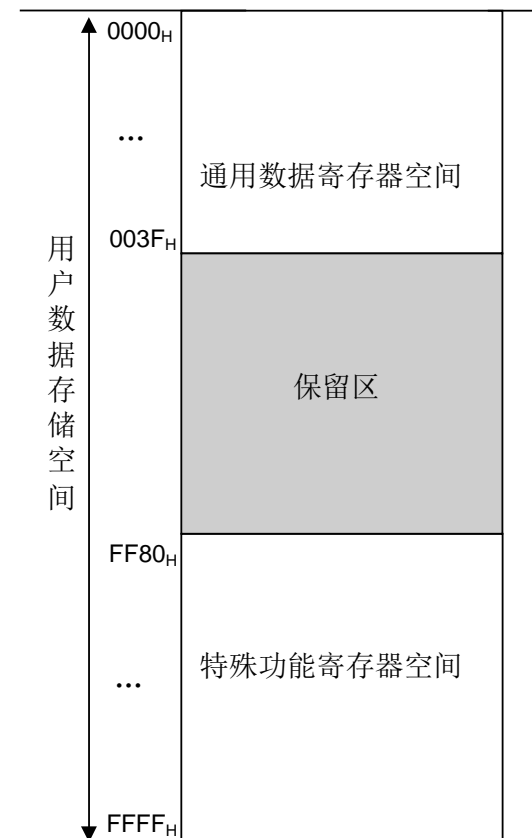 0000H
...
通用数据寄存器空间
003FH
用户数据存储空间
保留区
FF80H
特殊功能寄存器空间
...
FFFFH